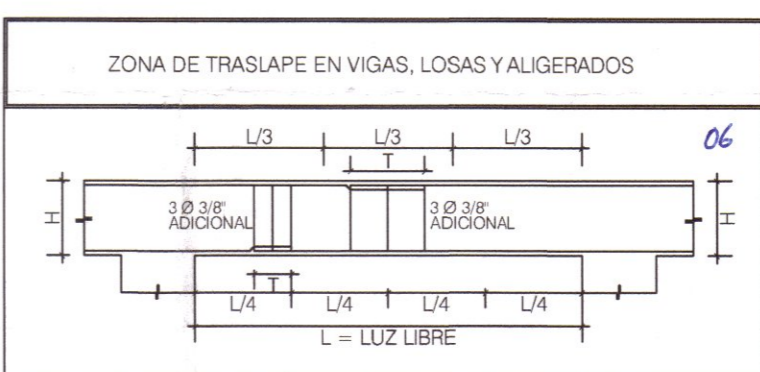 ZONA DE TRASLAPE EN VIGAS, LOSAS Y ALIGERADOS
L/3 L/3 L/3 06
T
H 3 Ø 3/8" 3 Ø 3/8" H
ADICIONAL ADICIONAL
T
L/4 L/4 L/4 L/4
L = LUZ LIBRE